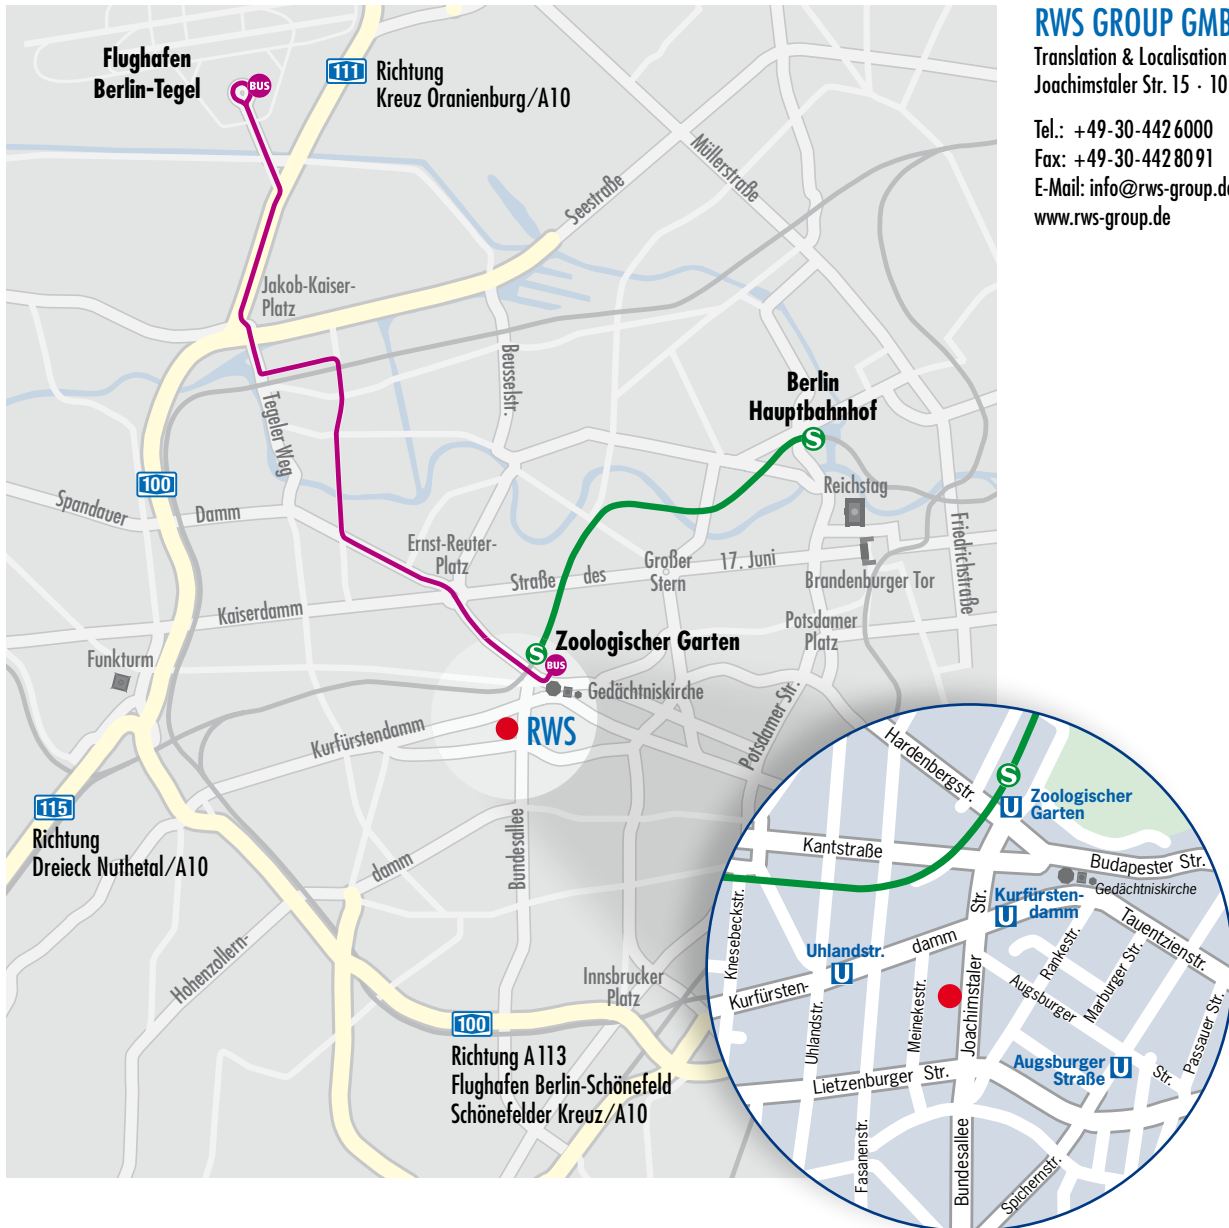 RWS GROUP GMB
Translation & Localisation
Joachimstaler Str. 15 · 10
Tel.: +49-30-442 6000
Fax: +49-30-442 80 91
E-Mail: info@rws-group.de
www.rws-group.de
Flughafen
Berlin-Tegel
BUS
111
Richtung
Kreuz Oranienburg/A10
Müllerstraße
Seestraße
Jakob-Kaiser-
Platz
Beusselstr.
Tegeler Weg
Berlin
Hauptbahnhof
S
100
Spandauer
Damm
Reichstag
Friedrichstraße
Ernst-Reuter-
Platz
Straße des
Großer
Stern
17. Juni
Brandenburger Tor
Kaiserdamm
Potsdamer
Platz
Funkturm
S
Zoologischer Garten
BUS
Gedächtniskirche
Kurfürstendamm
RWS
Potsdamer Str.
115
Richtung
Dreieck Nuthetal/A10
Bundesallee
damm
Hohenzollern-
Innsbrucker
Platz
100
Richtung A 113
Flughafen Berlin-Schönefeld
Schönefelder Kreuz/A10
Hardenbergstr.
S
U
Zoologischer
Garten
Kantstraße
Budapester Str.
Gedächtniskirche
Kurfürsten-
damm
U
Str.
Tauentzienstr.
Knesebeckstr.
Uhlandstr.
U
damm
Rankestr.
Marburger Str.
Kurfürsten-
Uhlandstr.
Meinekestr.
Joachimstaler
Augsburger
Passauer Str.
Augsburger
Straße
U
Str.
Lietzenburger Str.
Fasanenstr.
Bundesallee
Spichernstr.